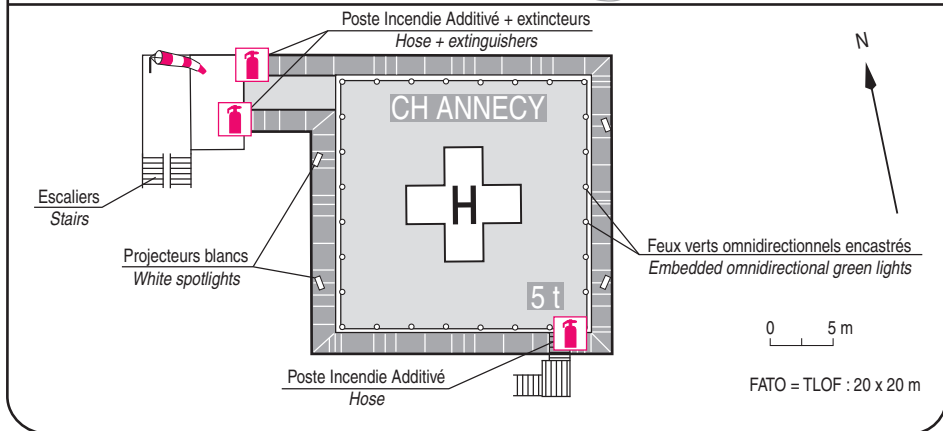 Poste Incendie Additivé + extincteurs
Hose + extinguishers
N
CH ANNECY
H
Escaliers
Stairs
Projecteurs blancs
White spotlights
Feux verts omnidirectionnels encastrés
Embedded omnidirectional green lights
5 t
0 5 m
Poste Incendie Additivé
Hose
FATO = TLOF : 20 x 20 m